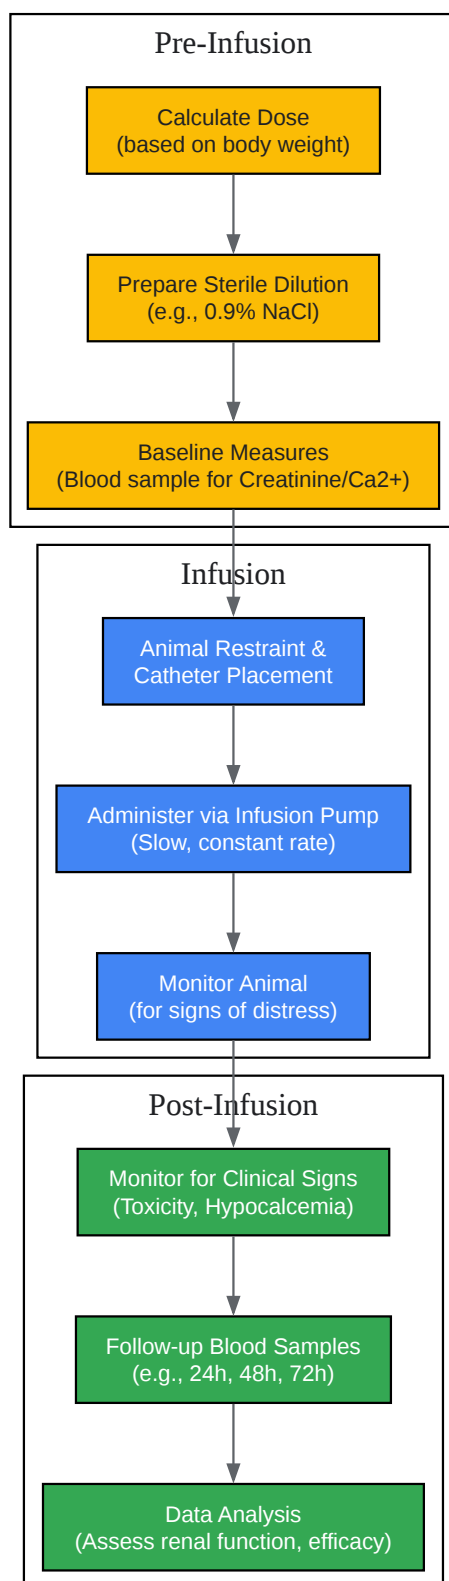 Pre-Infusion
Calculate Dose
(based on body weight)
Prepare Sterile Dilution
(e.g., 0.9% NaCl)
Baseline Measures
(Blood sample for Creatinine/Ca2+)
Infusion
Animal Restraint &
Catheter Placement
Administer via Infusion Pump
(Slow, constant rate)
Monitor Animal
(for signs of distress)
Post-Infusion
Monitor for Clinical Signs
(Toxicity, Hypocalcemia)
Follow-up Blood Samples
(e.g., 24h, 48h, 72h)
Data Analysis
(Assess renal function, efficacy)